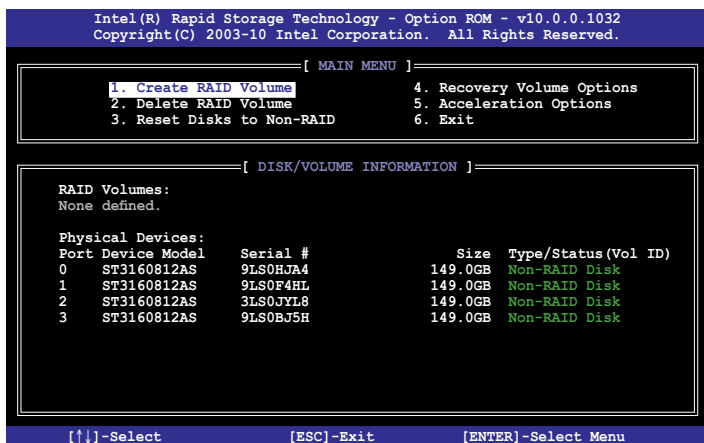 Intel(R) Rapid Storage Technology - Option ROM - v10.0.0.1032
Copyright(C) 2003-10 Intel Corporation. All Rights Reserved.
[ MAIN MENU ]
1. Create RAID Volume 4. Recovery Volume Options
2. Delete RAID Volume 5. Acceleration Options
3. Reset Disks to Non-RAID 6. Exit
[ DISK/VOLUME INFORMATION ]
RAID Volumes:
None defined.
Physical Devices:
Port Device Model Serial # Size Type/Status(Vol ID)
0 ST3160812AS 9LS0HJA4 149.0GB Non-RAID Disk
1 ST3160812AS 9LS0F4HL 149.0GB Non-RAID Disk
2 ST3160812AS 3LS0JYL8 149.0GB Non-RAID Disk
3 ST3160812AS 9LS0BJ5H 149.0GB Non-RAID Disk
[↑↓]-Select [ESC]-Exit [ENTER]-Select Menu